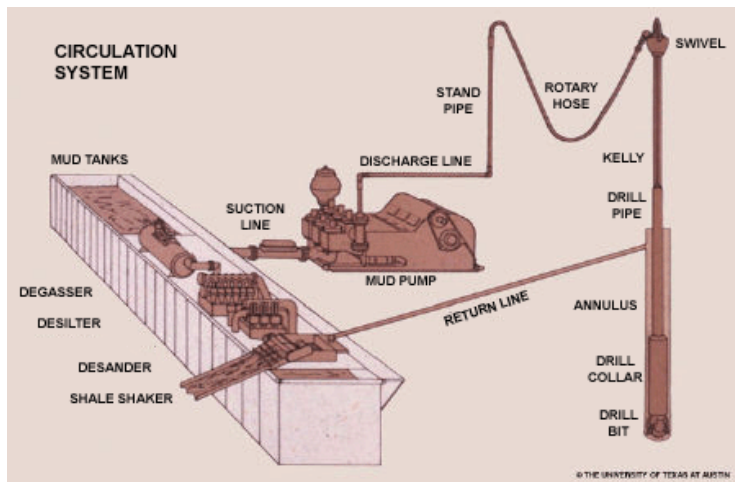 CIRCULATION
SYSTEM
SWIVEL
STAND
PIPE
ROTARY
HOSE
MUD TANKS
DISCHARGE LINE
KELLY
SUCTION
LINE
DRILL
PIPE
MUD PUMP
DEGASSER
RETURN LINE
ANNULUS
DESILTER
DESANDER
DRILL
COLLAR
SHALE SHAKER
DRILL
BIT
© THE UNIVERSITY OF TEXAS AT AUSTIN